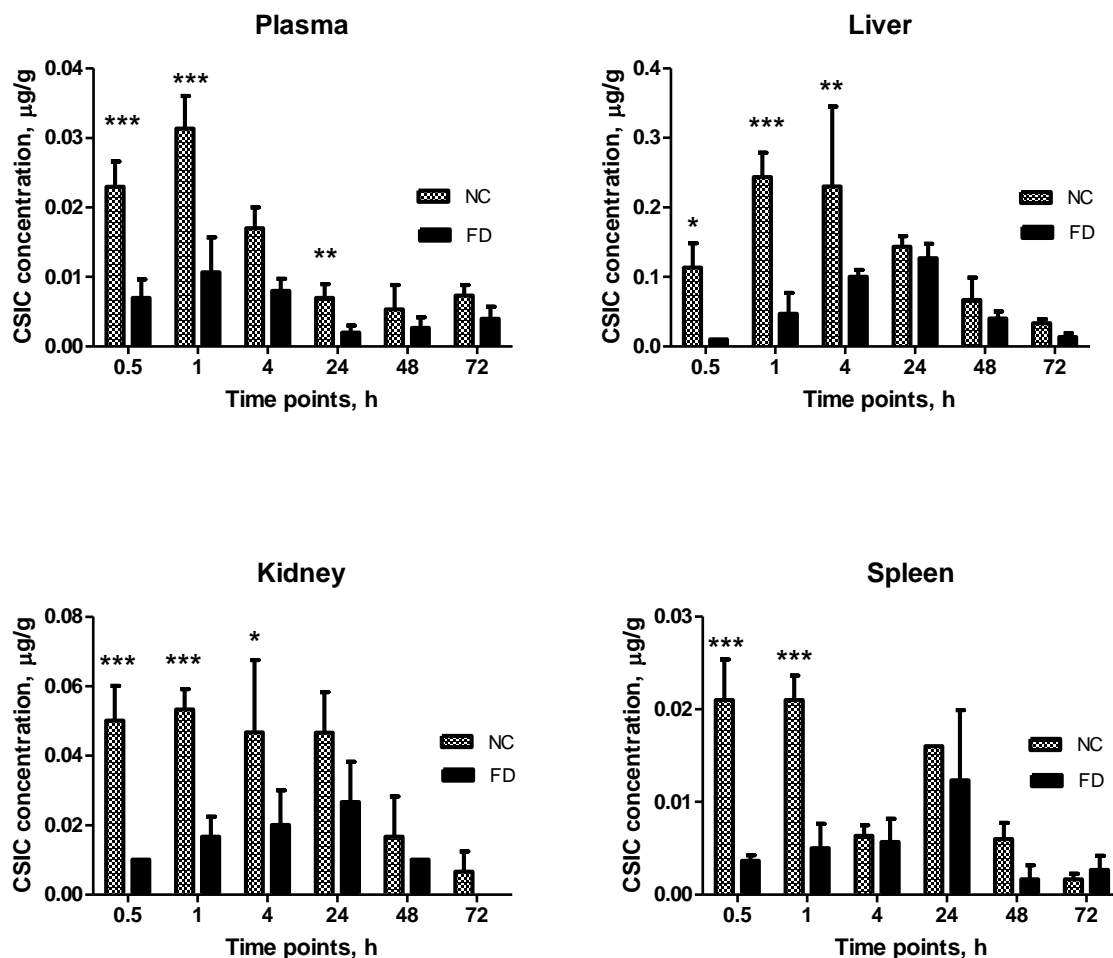 Plasma
CSIC concentration, µg/g
0.04
0.03
0.02
0.01
0.00
***
***
**
NC
FD
0.5 1 4 24 48 72
Time points, h
Liver
CSIC concentration, µg/g
0.4
0.3
0.2
0.1
0.0
*
***
**
NC
FD
0.5 1 4 24 48 72
Time points, h
Kidney
CSIC concentration, µg/g
0.08
0.06
0.04
0.02
0.00
***
***
*
NC
FD
0.5 1 4 24 48 72
Time points, h
Spleen
CSIC concentration, µg/g
0.03
0.02
0.01
0.00
***
***
NC
FD
0.5 1 4 24 48 72
Time points, h